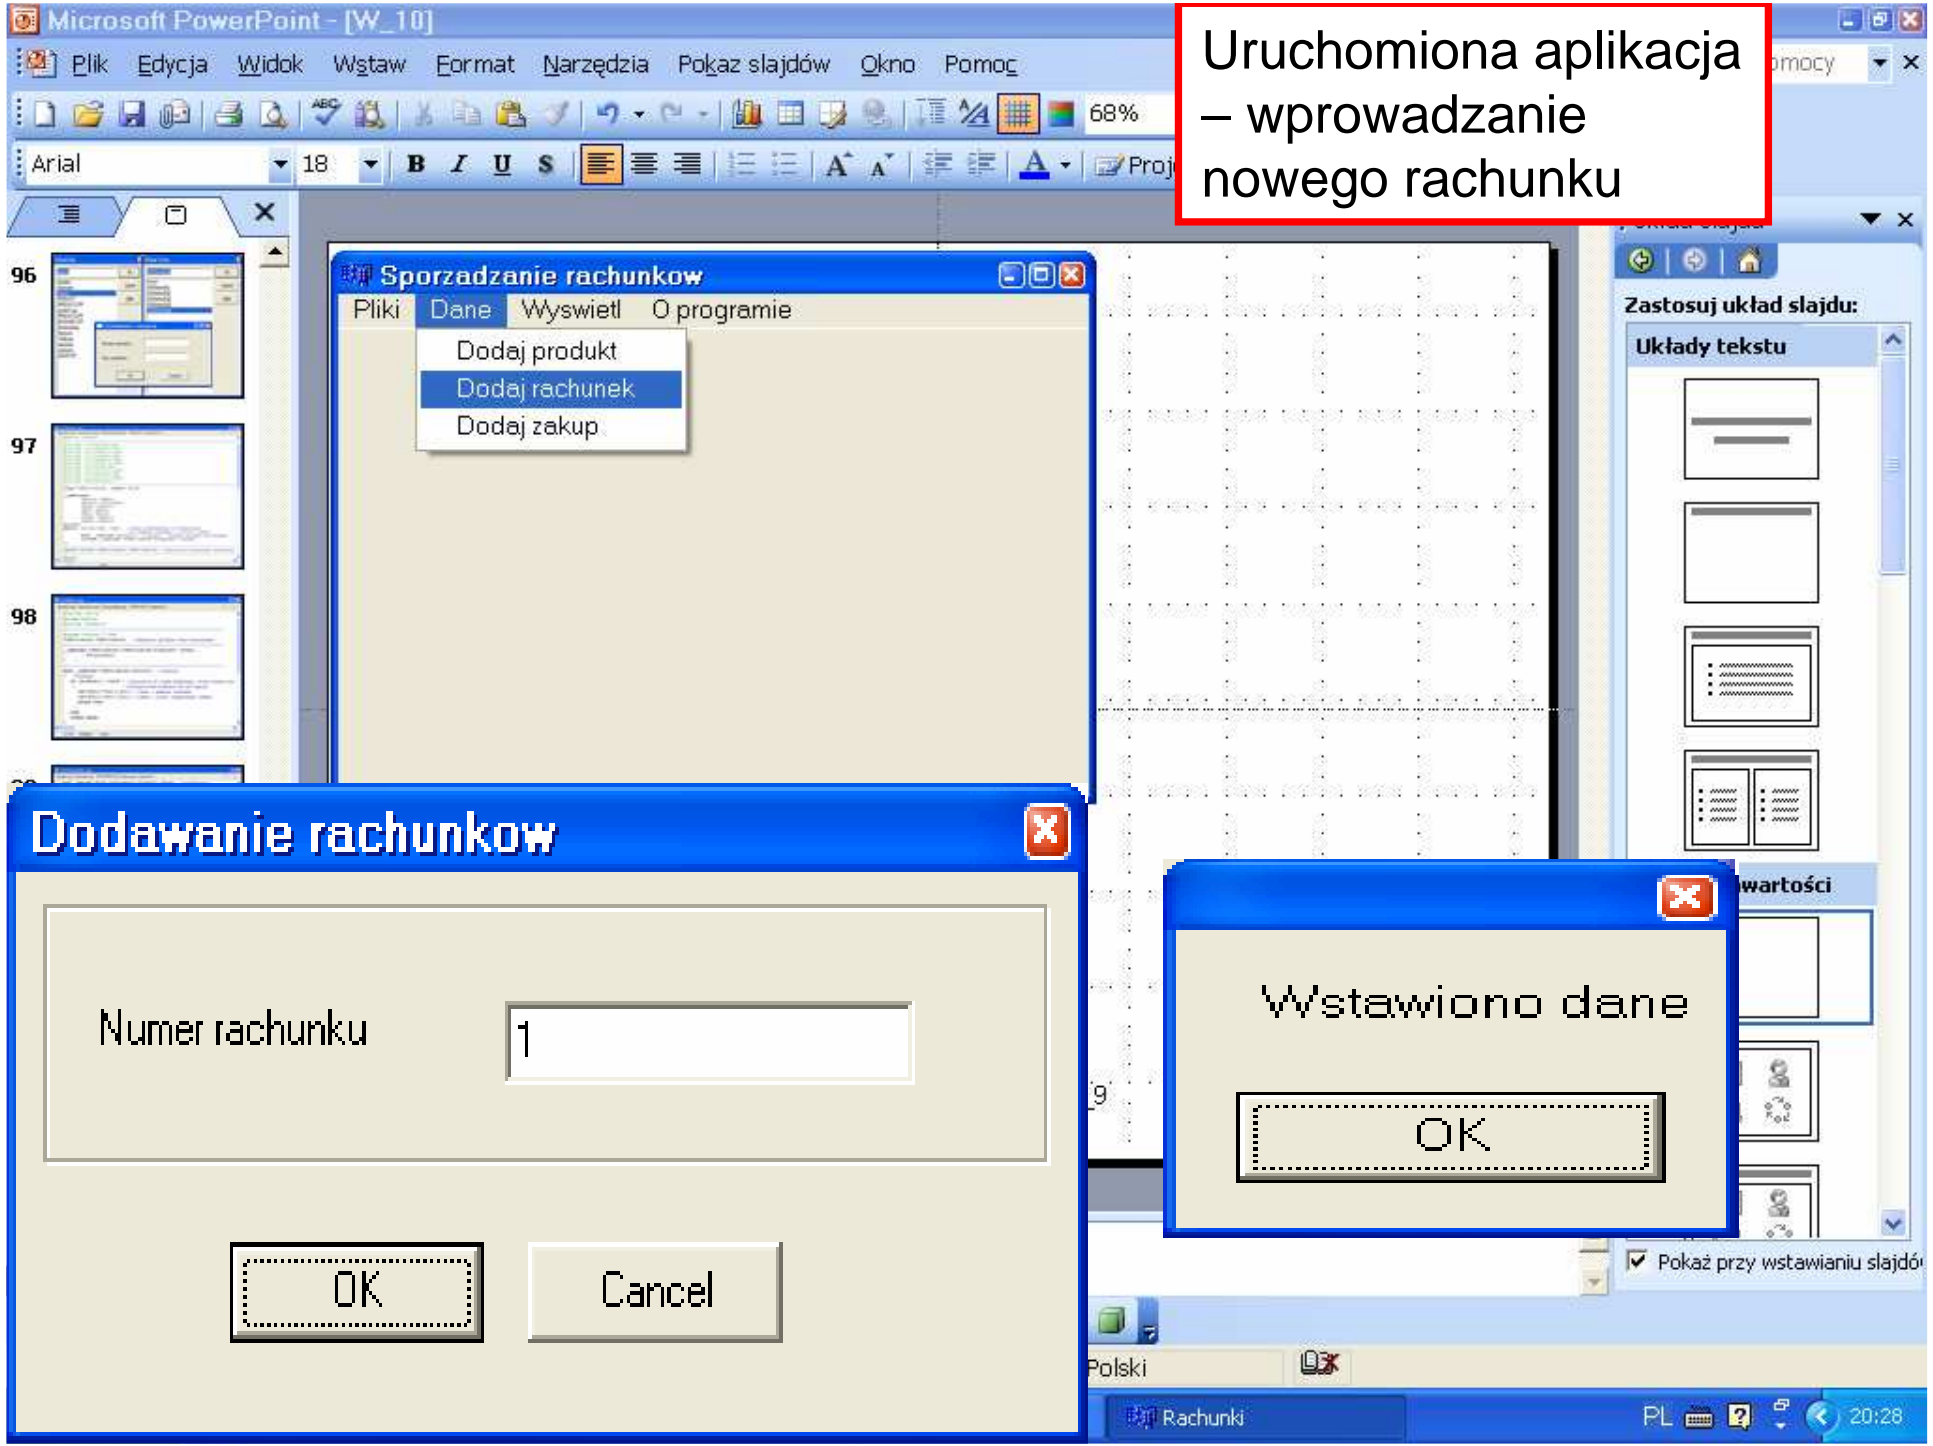 Microsoft PowerPoint - [W_10]
Uruchomiona aplikacja
– wprowadzanie
nowego rachunku
Plik Edycja Widok Wstaw Format Narzędzia Pokaz slajdów Okno Pomoc
68%
Arial 18 B I U S
96
97
98
Sporzadzanie rachunkow
Pliki Dane Wyswietl O programie
Dodaj produkt
Dodaj rachunek
Dodaj zakup
Zastosuj układ slajdu:
Układy tekstu
Dodawanie rachunkow
Numer rachunku
1
OK Cancel
Wstawiono dane
OK
Pokaż przy wstawianiu
Polski
Rachunki
PL 20:28